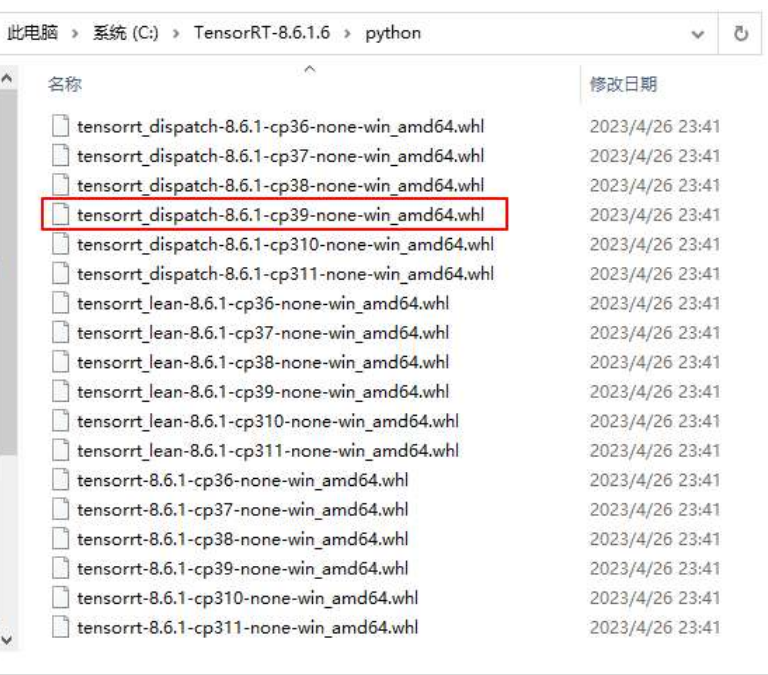 此电脑 > 系统 (C:) > TensorRT-8.6.1.6 > python
名称 修改日期
tensorrt_dispatch-8.6.1-cp36-none-win_amd64.whl 2023/4/26 23:41
tensorrt_dispatch-8.6.1-cp37-none-win_amd64.whl 2023/4/26 23:41
tensorrt_dispatch-8.6.1-cp38-none-win_amd64.whl 2023/4/26 23:41
tensorrt_dispatch-8.6.1-cp39-none-win_amd64.whl 2023/4/26 23:41
tensorrt_dispatch-8.6.1-cp310-none-win_amd64.whl 2023/4/26 23:41
tensorrt_dispatch-8.6.1-cp311-none-win_amd64.whl 2023/4/26 23:41
tensorrt_lean-8.6.1-cp36-none-win_amd64.whl 2023/4/26 23:41
tensorrt_lean-8.6.1-cp37-none-win_amd64.whl 2023/4/26 23:41
tensorrt_lean-8.6.1-cp38-none-win_amd64.whl 2023/4/26 23:41
tensorrt_lean-8.6.1-cp39-none-win_amd64.whl 2023/4/26 23:41
tensorrt_lean-8.6.1-cp310-none-win_amd64.whl 2023/4/26 23:41
tensorrt_lean-8.6.1-cp311-none-win_amd64.whl 2023/4/26 23:41
tensorrt-8.6.1-cp36-none-win_amd64.whl 2023/4/26 23:41
tensorrt-8.6.1-cp37-none-win_amd64.whl 2023/4/26 23:41
tensorrt-8.6.1-cp38-none-win_amd64.whl 2023/4/26 23:41
tensorrt-8.6.1-cp39-none-win_amd64.whl 2023/4/26 23:41
tensorrt-8.6.1-cp310-none-win_amd64.whl 2023/4/26 23:41
tensorrt-8.6.1-cp311-none-win_amd64.whl 2023/4/26 23:41